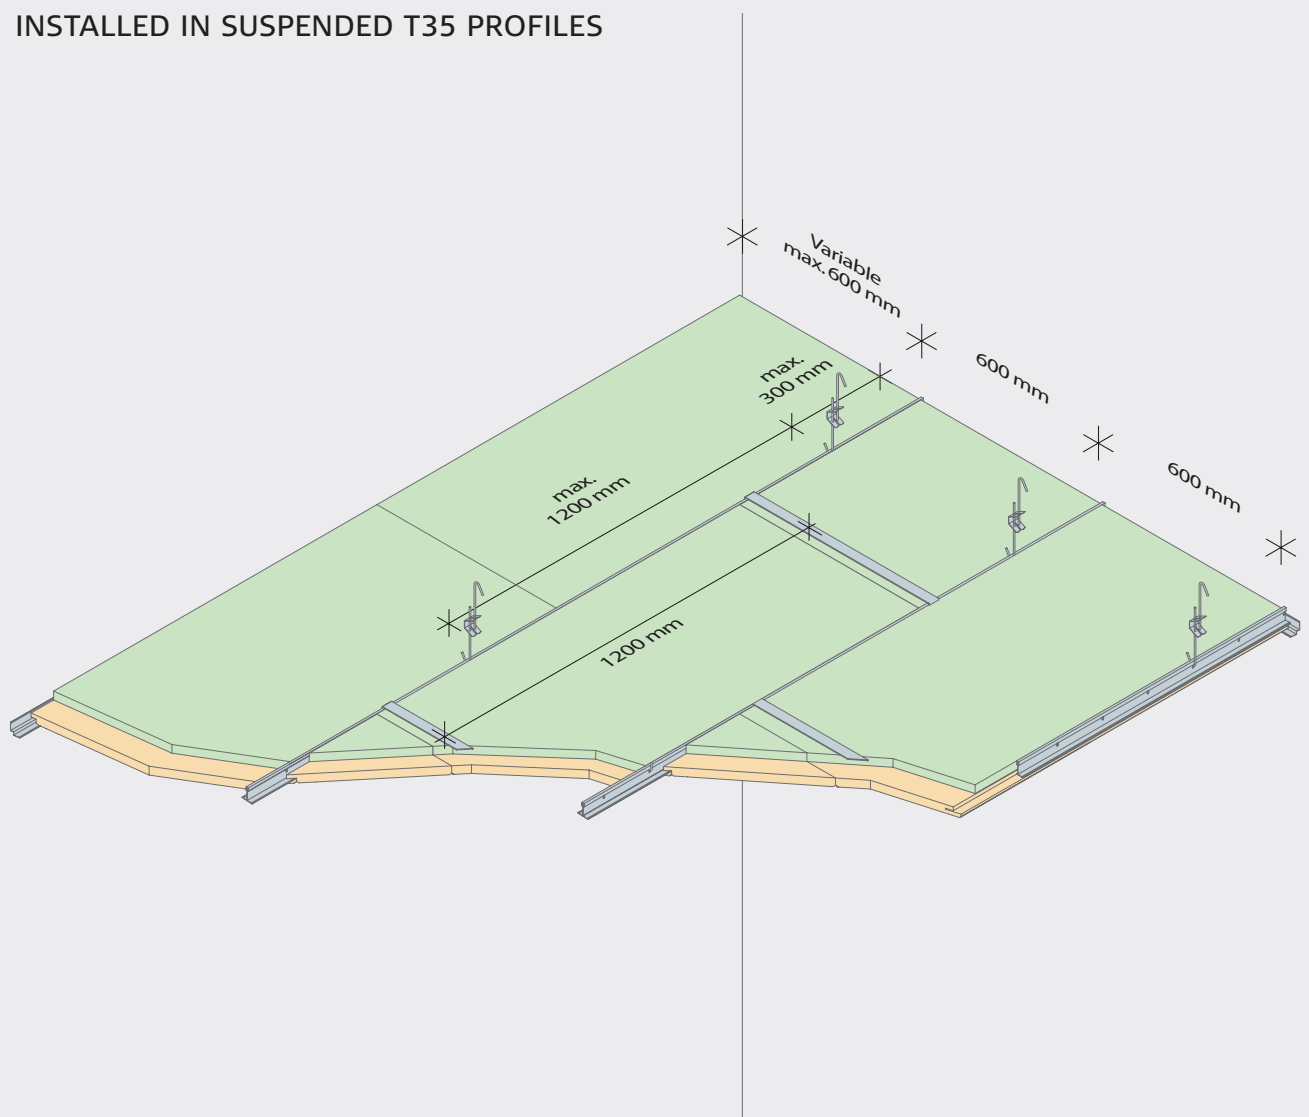 INSTALLED IN SUSPENDED T35 PROFILES
Variable
max. 600 mm
600 mm
600 mm
max.
300 mm
max.
1200 mm
1200 mm